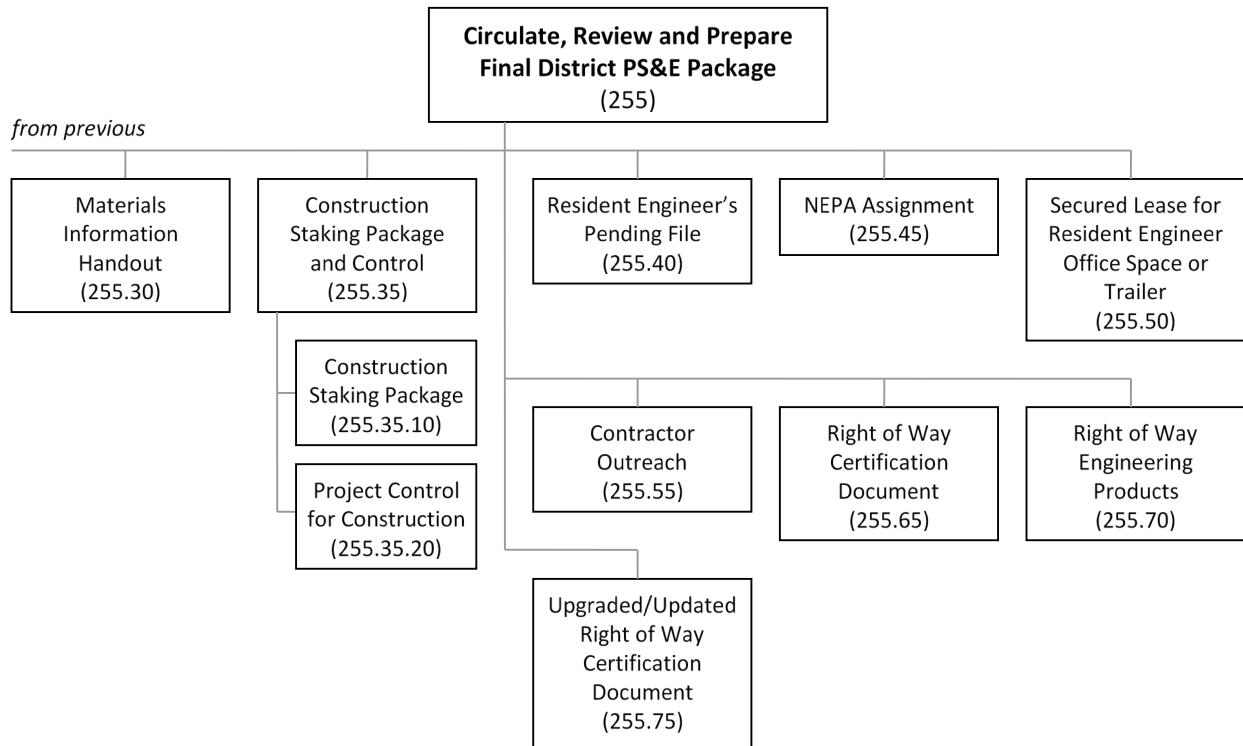 Circulate, Review and Prepare
Final District PS&E Package
(255)
from previous
Materials
Information
Handout
(255.30)
Construction
Staking Package
and Control
(255.35)
Resident Engineer’s
Pending File
(255.40)
NEPA Assignment
(255.45)
Secured Lease for
Resident Engineer
Office Space or
Trailer
(255.50)
Construction
Staking Package
(255.35.10)
Project Control
for Construction
(255.35.20)
Contractor
Outreach
(255.55)
Right of Way
Certification
Document
(255.65)
Right of Way
Engineering
Products
(255.70)
Upgraded/Updated
Right of Way
Certification
Document
(255.75)